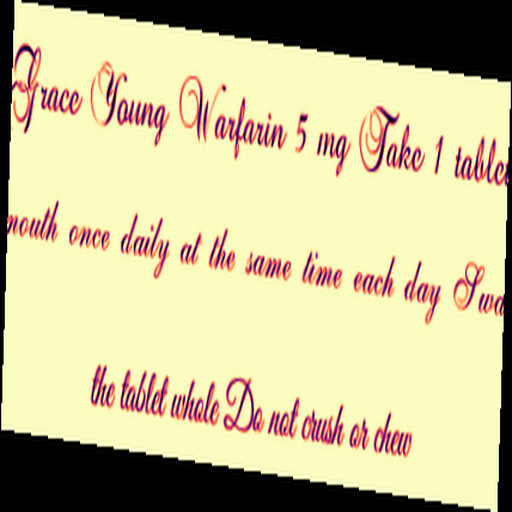 Grace Young Warfarin 5 mg Take 1 tablet
mouth once daily at the same time each day Swa
the tablet whole Do not crush or chew